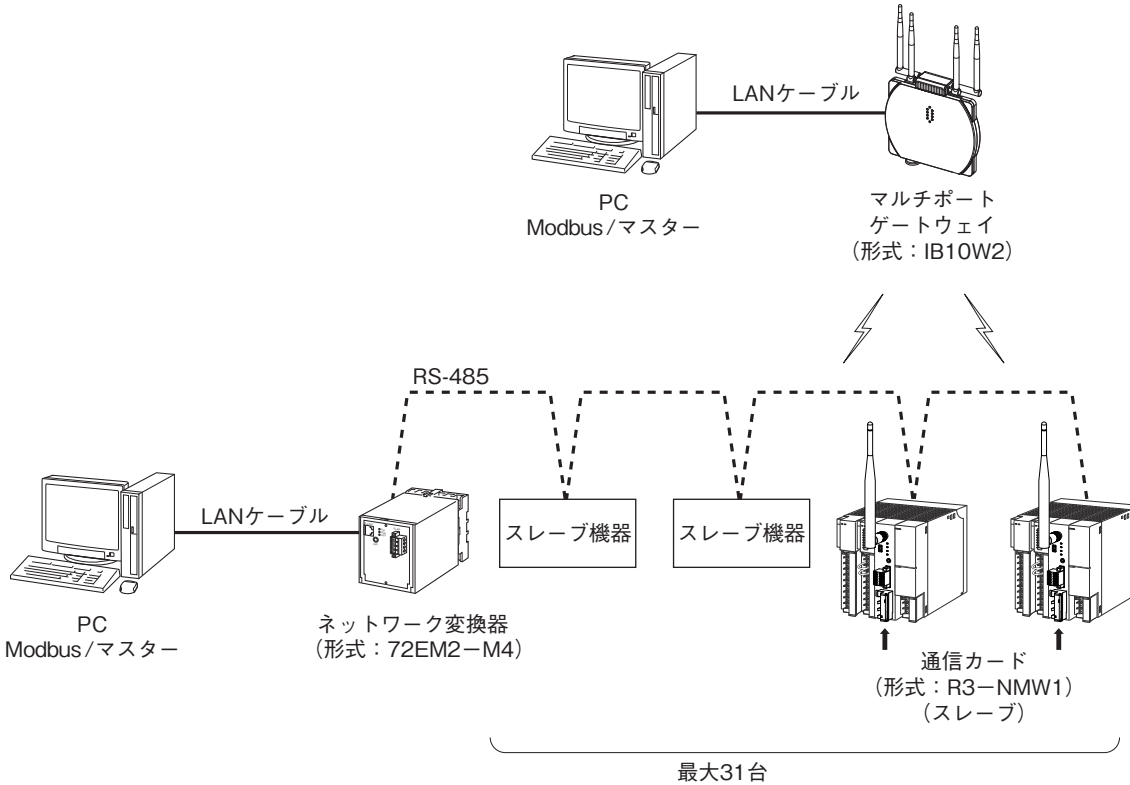 LANケーブル
PC
Modbus/マスター
マルチポート
ゲートウェイ
（形式：IB10W2）
RS-485
LANケーブル
スレーブ機器
スレーブ機器
PC
Modbus/マスター
ネットワーク変換器
（形式：72EM2－M4）
通信カード
（形式：R3－NMW1）
（スレーブ）
最大31台